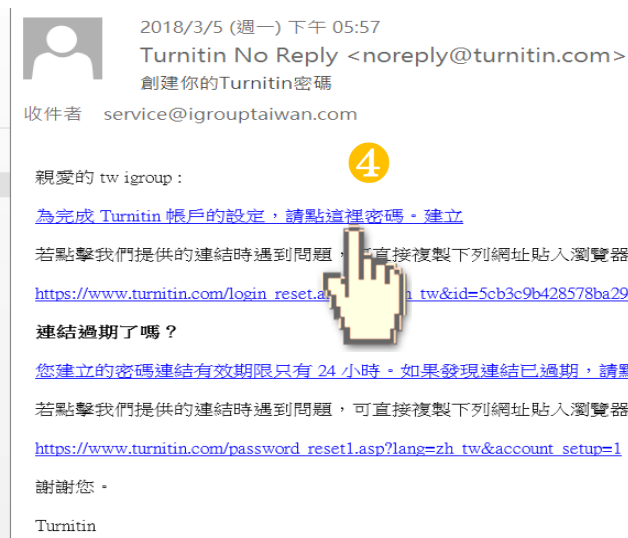 2018/3/5 (週一) 下午 05:57
Turnitin No Reply <noreply@turnitin.com>
創建你的Turnitin密碼
收件者 service@igrouptaiwan.com
4
親愛的 tw igroup :
為完成 Turnitin 帳戶的設定，請點這裡密碼。建立
若點擊我們提供的連結時遇到問題，可直接複製下列網址貼入瀏覽器
https://www.turnitin.com/login_reset.a tw&id=5cb3c9b428578ba29
連結過期了嗎？
您建立的密碼連結有效期限只有 24 小時。如果發現連結已過期，請
若點擊我們提供的連結時遇到問題，可直接複製下列網址貼入瀏覽器
https://www.turnitin.com/password_reset1.asp?lang=zh_tw&account_setup=1
謝謝您。
Turnitin